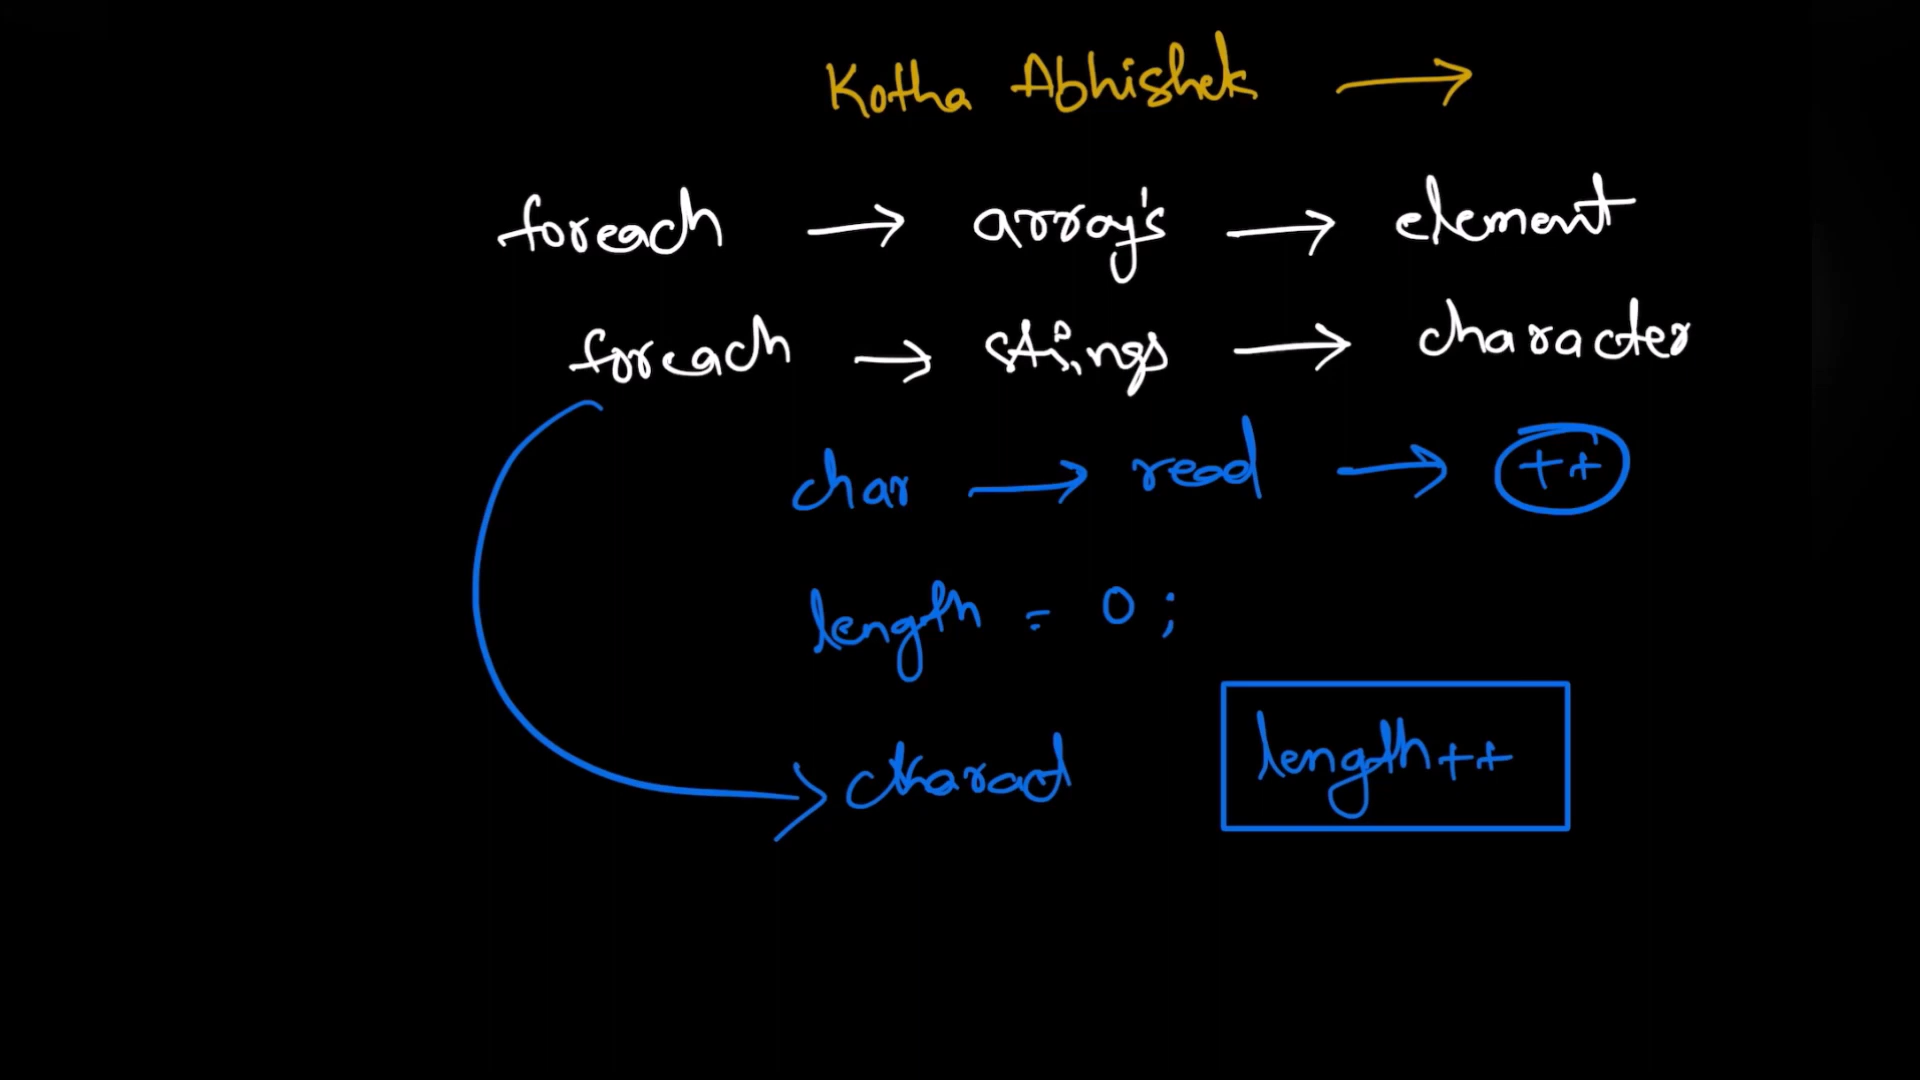 Kotha Abhishek →
foreach → array's → element
foreach → strings → character
char → read → ++
length = 0;
charact length++